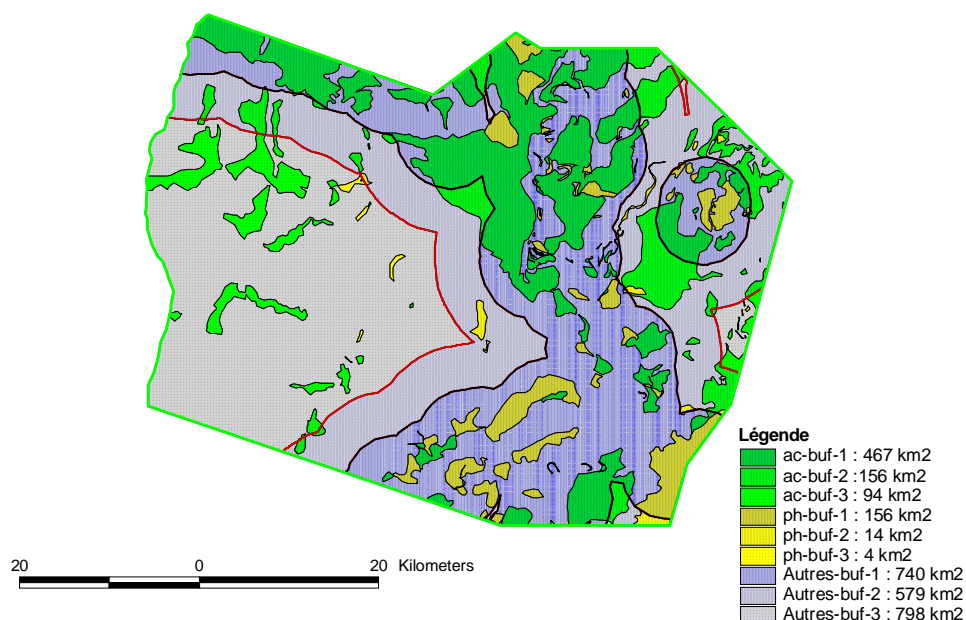 Légende
ac-buf-1 : 467 km2
ac-buf-2 :156 km2
ac-buf-3 : 94 km2
ph-buf-1 : 156 km2
ph-buf-2 : 14 km2
ph-buf-3 : 4 km2
Autres-buf-1 : 740 km2
Autres-buf-2 : 579 km2
Autres-buf-3 : 798 km2
20 0 20 Kilometers